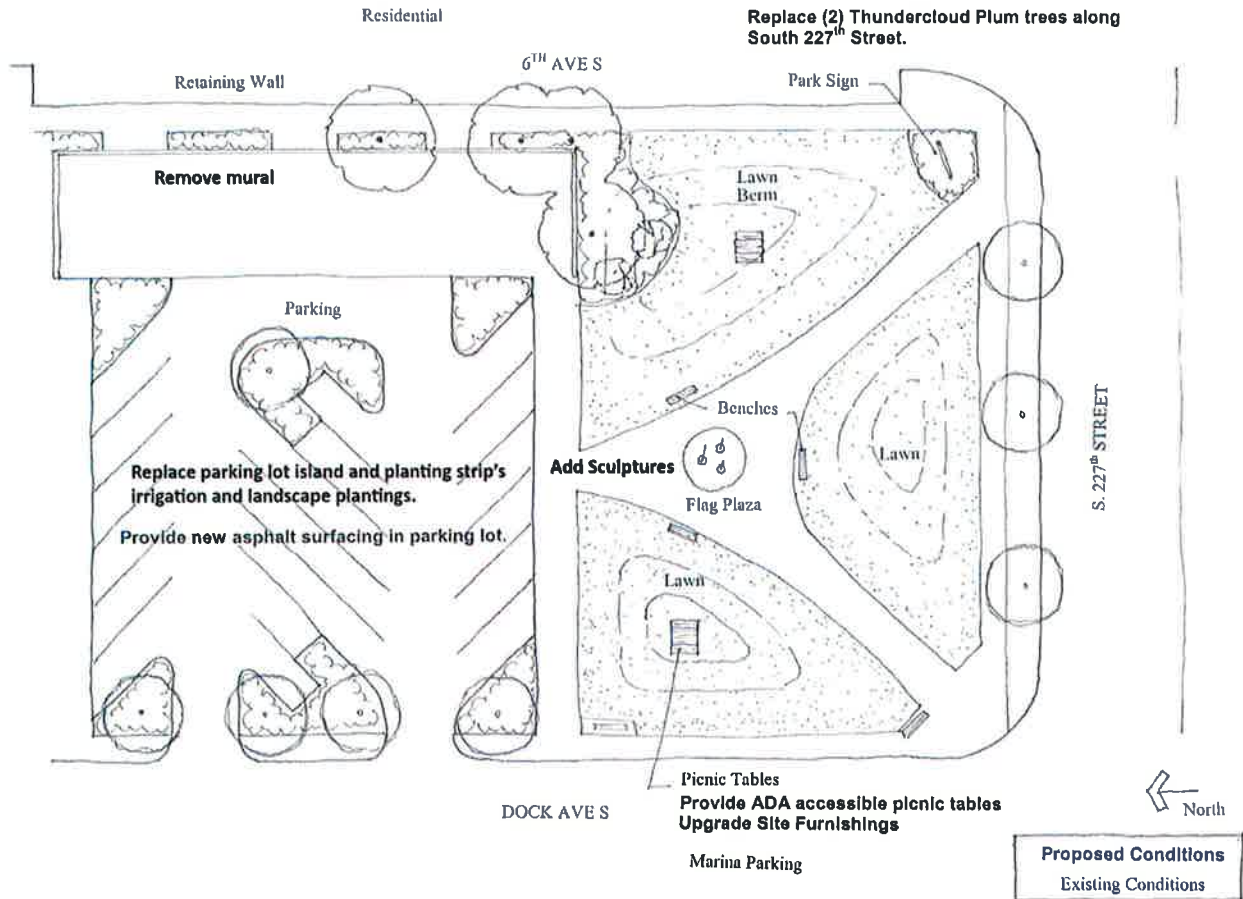 Residential
Replace (2) Thundercloud Plum trees along
South 227th Street.
6TH AVE S
Retaining Wall
Park Sign
Remove mural
Lawn
Berm
Parking
Benches
S. 227th STREET
Lawn
Replace parking lot island and planting strip's
irrigation and landscape plantings.
Add Sculptures
Flag Plaza
Provide new asphalt surfacing in parking lot.
Lawn
Picnic Tables
Provide ADA accessible picnic tables
Upgrade Site Furnishings
DOCK AVE S
North
Marina Parking
Proposed Conditions
Existing Conditions